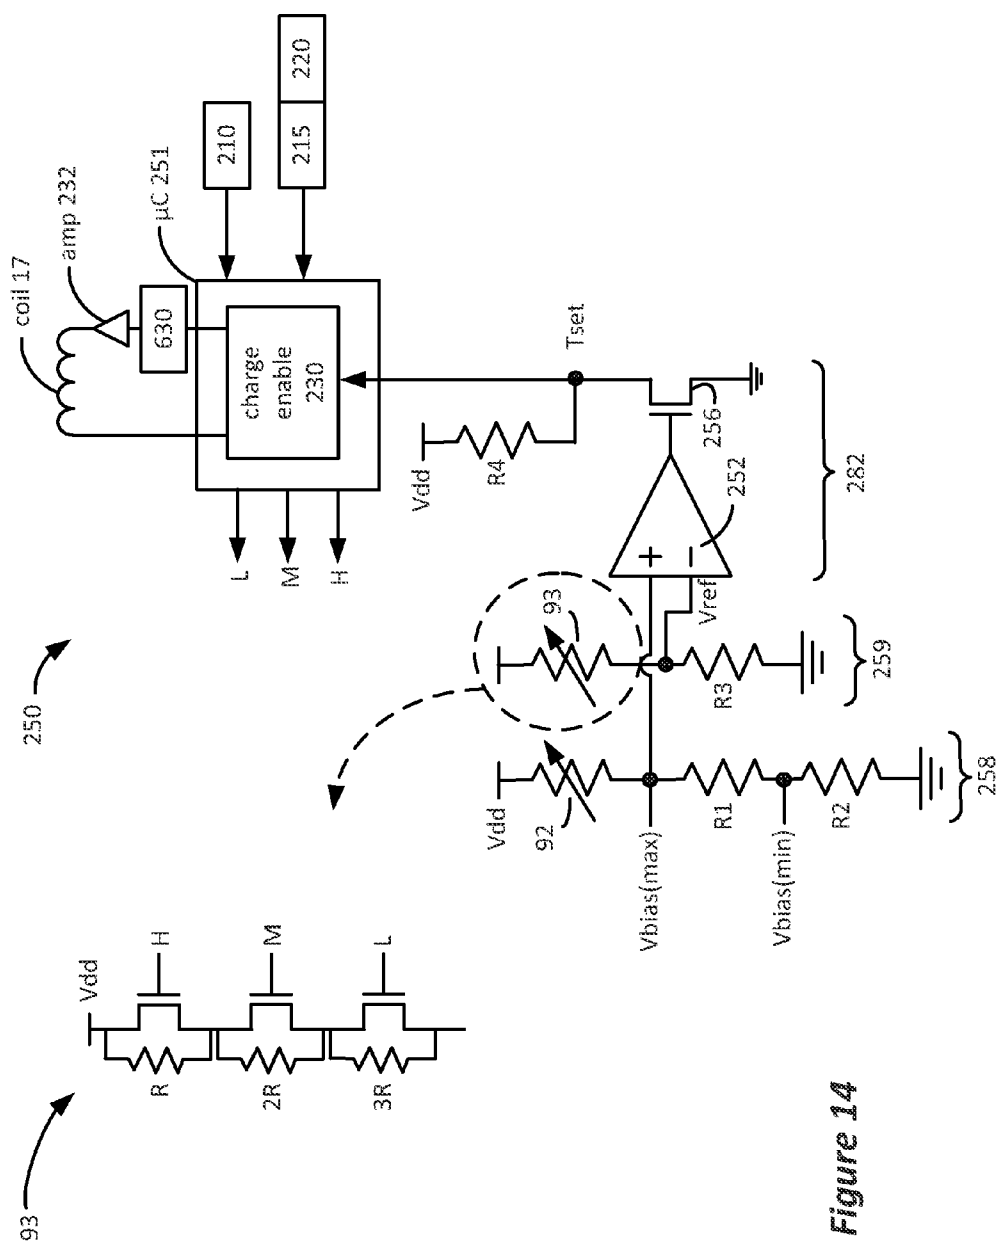 250
coil 17
amp 232
µC 251
630
charge
enable
230
210
215
220
L
M
H
Vdd
R4
Tset
93
Vdd
R
2R
3R
H
M
L
Vdd
92
93
Vbias(max)
Vbias(min)
R1
R2
R3
Vref
+
−
252
256
258
259
282
Figure 14